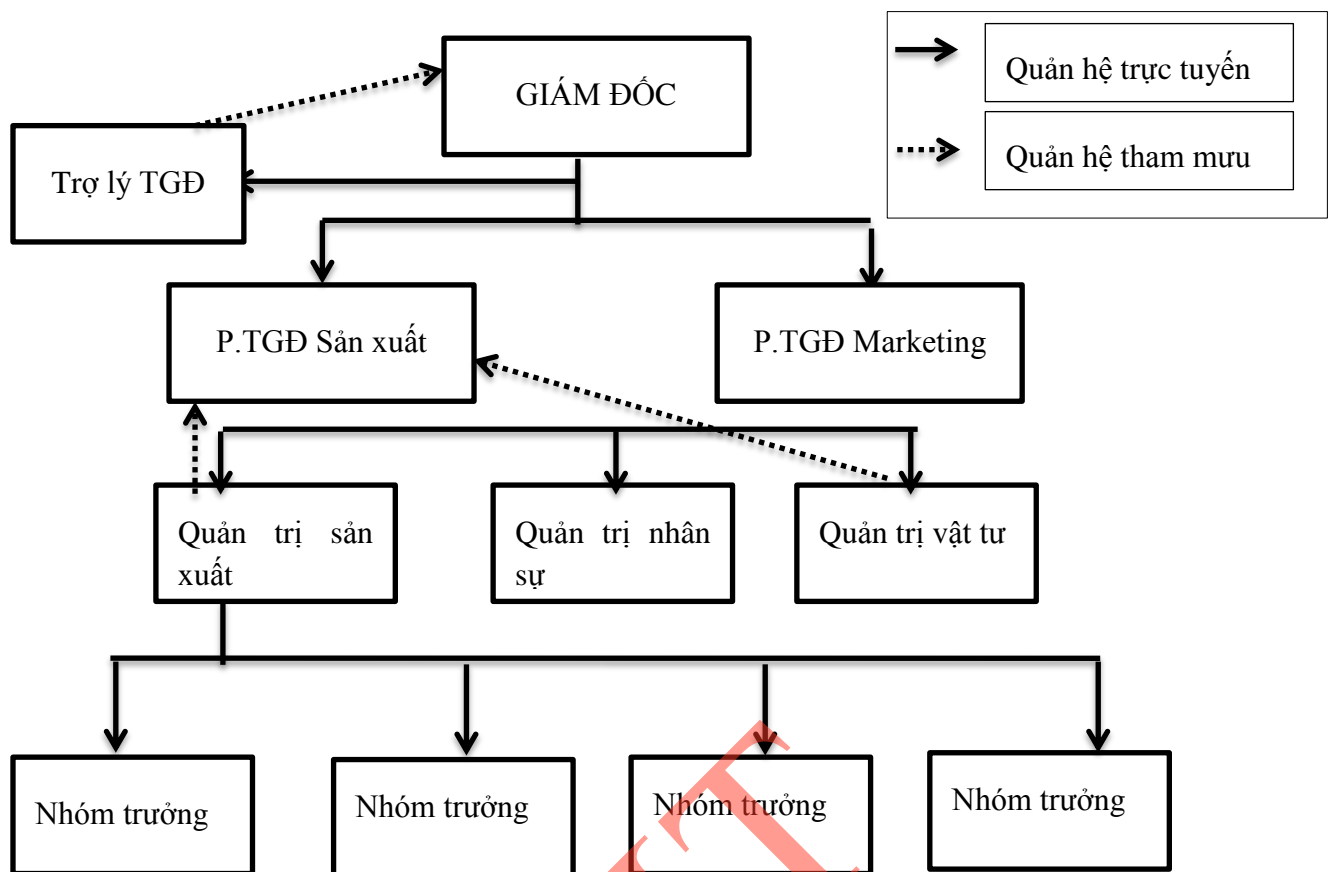 GIÁM ĐỐC
Quản hệ trực tuyến
Quản hệ tham mưu
Trợ lý TGĐ
P.TGĐ Sản xuất
P.TGĐ Marketing
Quản trị sản
xuất
Quản trị nhân
sự
Quản trị vật tư
Nhóm trưởng
Nhóm trưởng
Nhóm trưởng
Nhóm trưởng